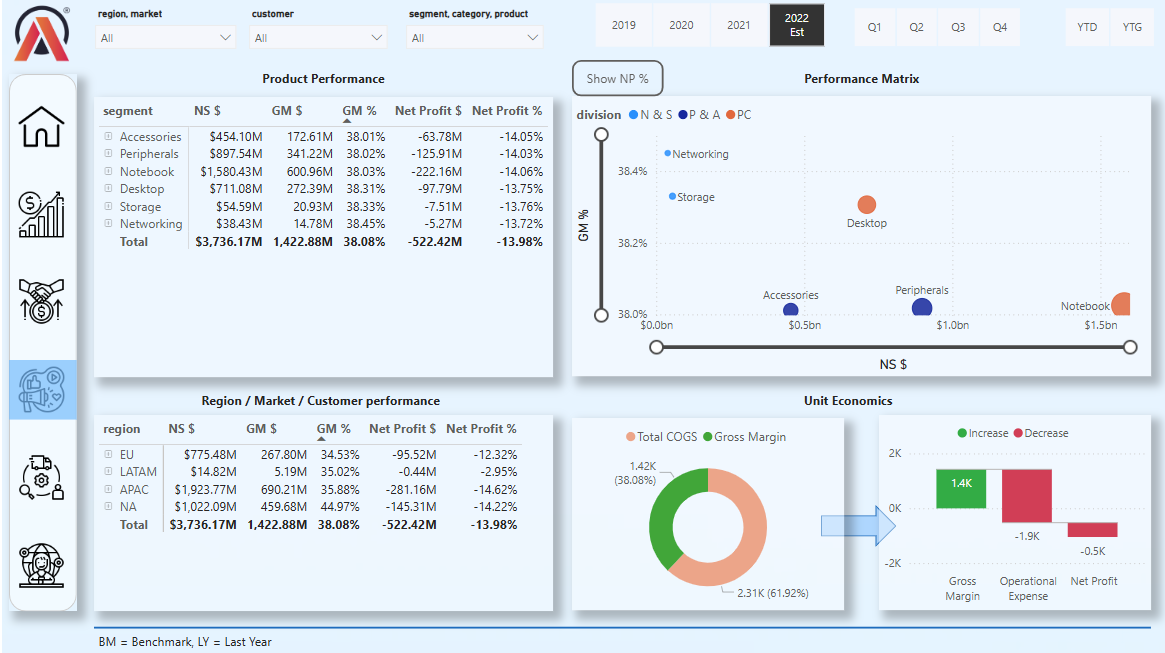 region, market
All
customer
All
segment, category, product
All
2019
2020
2021
2022
Est
Q1
Q2
Q3
Q4
YTD
YTG
Product Performance
segment NS $ GM $ GM % Net Profit $ Net Profit %
Accessories $454.10M 172.61M 38.01% -63.78M -14.05%
Peripherals $897.54M 341.22M 38.02% -125.91M -14.03%
Notebook $1,580.43M 600.96M 38.03% -222.16M -14.06%
Desktop $711.08M 272.39M 38.31% -97.79M -13.75%
Storage $54.59M 20.93M 38.33% -7.51M -13.76%
Networking $38.43M 14.78M 38.45% -5.27M -13.72%
Total $3,736.17M 1,422.88M 38.08% -522.42M -13.98%
Show NP %
Performance Matrix
division N & S P & A PC
GM %
38.4%
38.2%
38.0%
Networking
Storage
Desktop
Accessories
Peripherals
Notebook
$0.0bn $0.5bn $1.0bn $1.5bn
NS $
Region / Market / Customer performance
region NS $ GM $ GM % Net Profit $ Net Profit %
EU $775.48M 267.80M 34.53% -95.52M -12.32%
LATAM $14.82M 5.19M 35.02% -0.44M -2.95%
APAC $1,923.77M 690.21M 35.88% -281.16M -14.62%
NA $1,022.09M 459.68M 44.97% -145.31M -14.22%
Total $3,736.17M 1,422.88M 38.08% -522.42M -13.98%
Unit Economics
Total COGS Gross Margin
1.42K
(38.08%)
2.31K (61.92%)
Increase Decrease
2K
0K
-2K
1.4K
-1.9K
-0.5K
Gross
Margin
Operational
Expense
Net Profit
BM = Benchmark, LY = Last Year